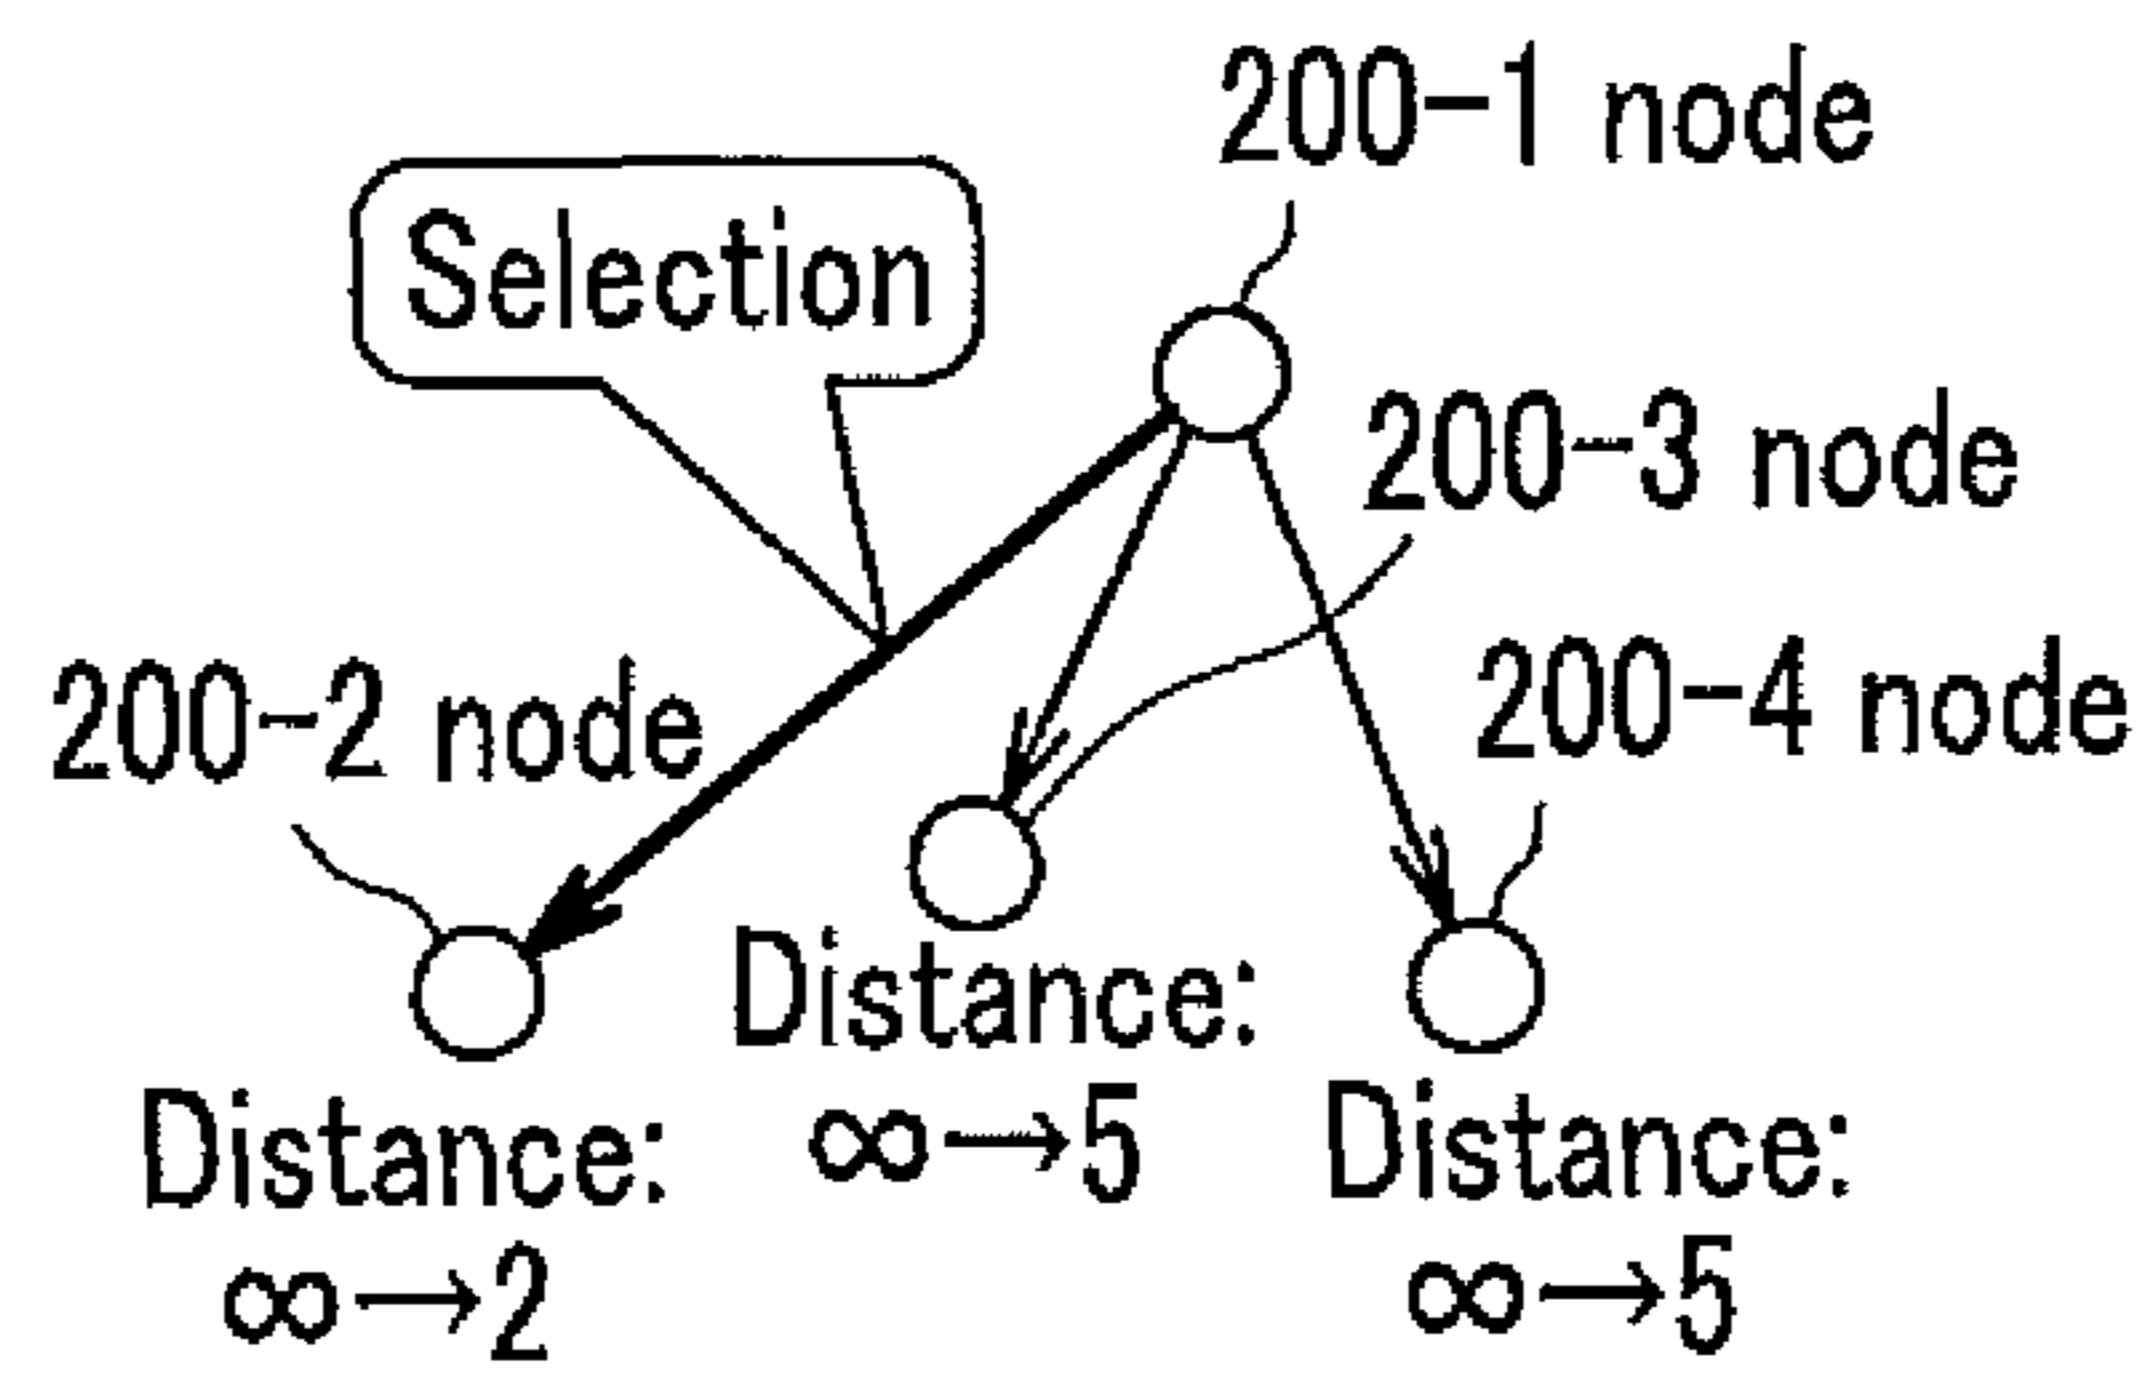 200-1 node
Selection
200-3 node
200-2 node
200-4 node
Distance:
∞→5
Distance:
∞→2
Distance:
∞→5